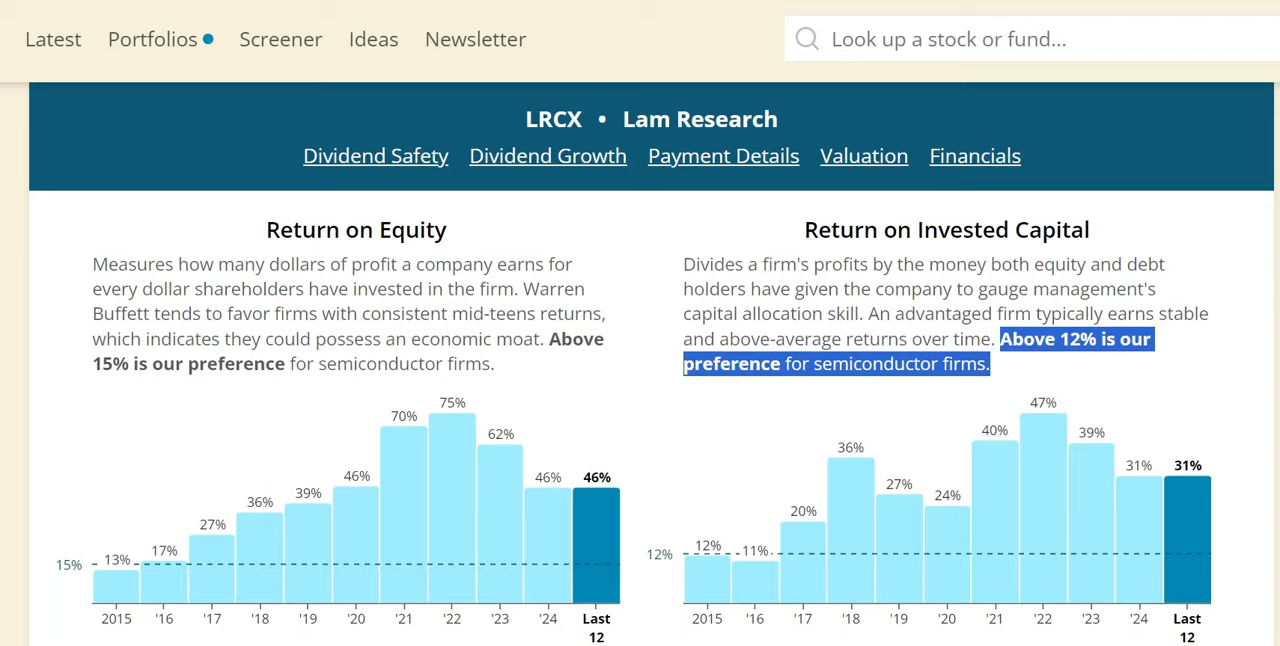 Latest Portfolios Screener Ideas Newsletter Look up a stock or fund...
LRCX • Lam Research
Dividend Safety Dividend Growth Payment Details Valuation Financials
Return on Equity
Measures how many dollars of profit a company earns for
every dollar shareholders have invested in the firm. Warren
Buffett tends to favor firms with consistent mid-teens returns,
which indicates they could possess an economic moat. Above
15% is our preference for semiconductor firms.
75%
70%
62%
46% 46% 46%
39%
36%
27%
17%
15% 13%
2015 '16 '17 '18 '19 '20 '21 '22 '23 '24 Last
12
Return on Invested Capital
Divides a firm's profits by the money both equity and debt
holders have given the company to gauge management's
capital allocation skill. An advantaged firm typically earns stable
and above-average returns over time. Above 12% is our
preference for semiconductor firms.
47%
40% 39%
36%
31% 31%
27%
24%
20%
12% 12% 11%
2015 '16 '17 '18 '19 '20 '21 '22 '23 '24 Last
12